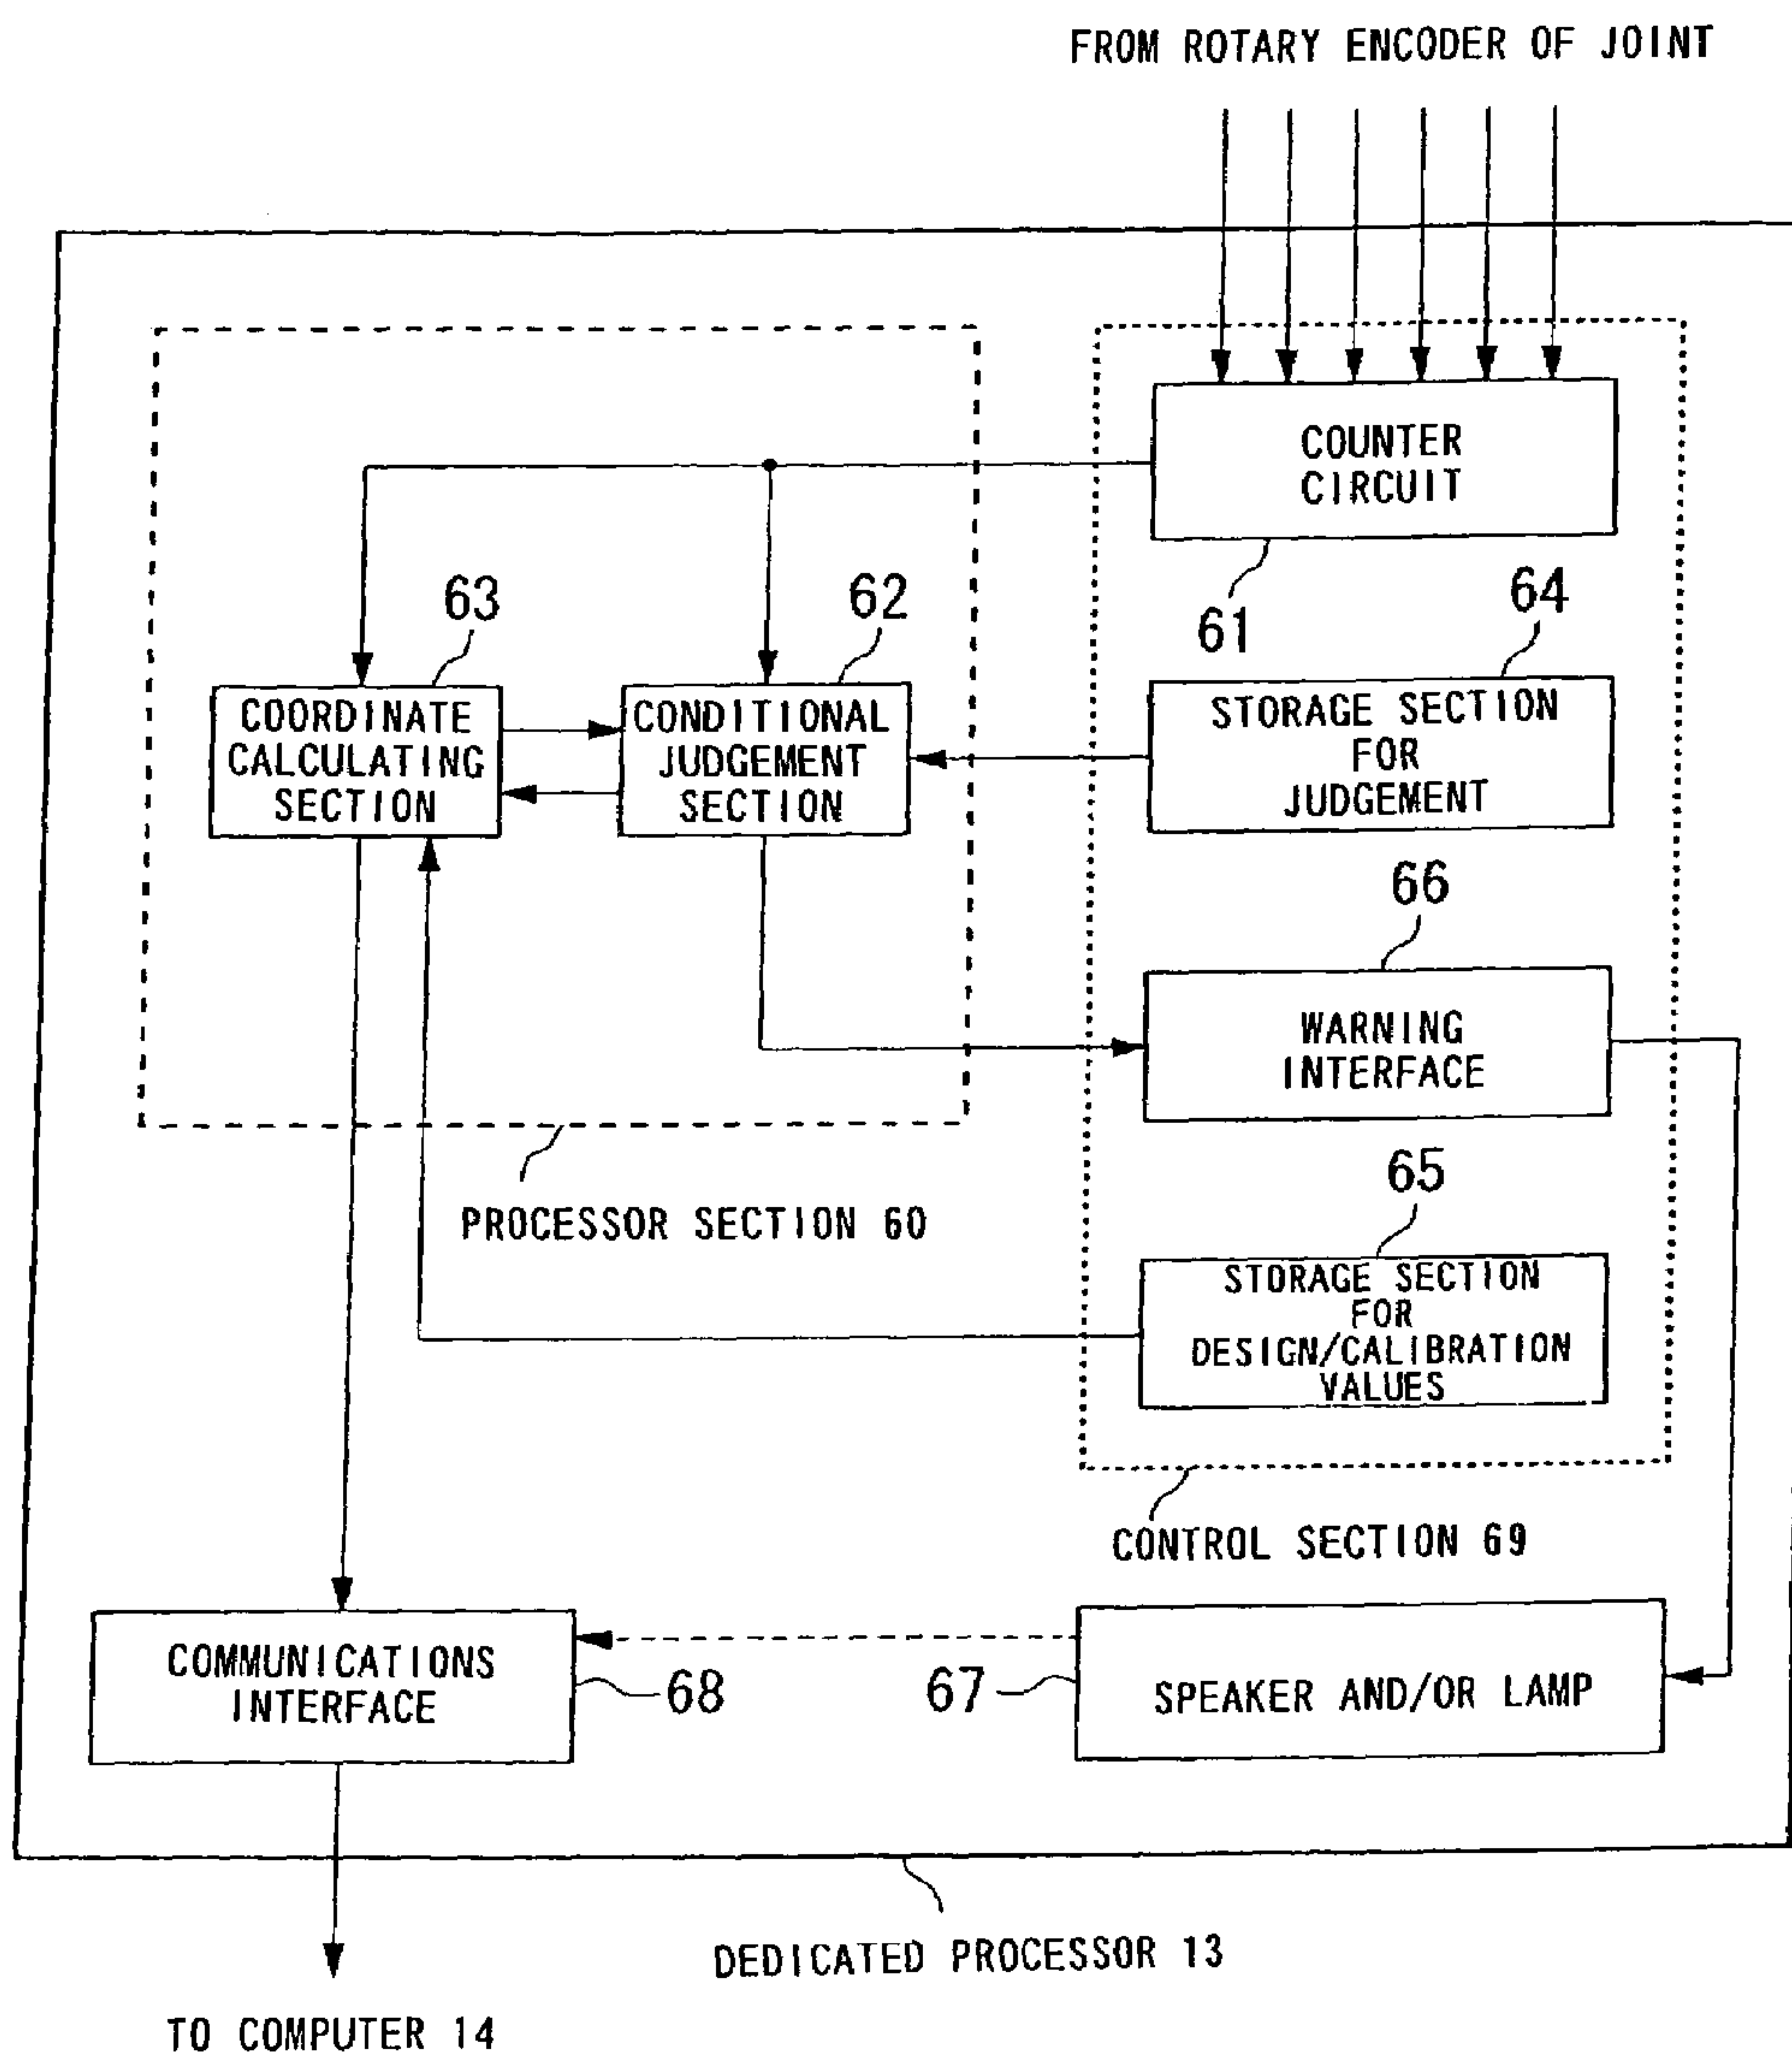 FROM ROTARY ENCODER OF JOINT
COUNTER
CIRCUIT
61
63
62
64
COORDINATE
CALCULATING
SECTION
CONDITIONAL
JUDGEMENT
SECTION
STORAGE SECTION
FOR
JUDGEMENT
66
WARNING
INTERFACE
PROCESSOR SECTION 60
65
STORAGE SECTION
FOR
DESIGN/CALIBRATION
VALUES
CONTROL SECTION 69
COMMUNICATIONS
INTERFACE
68
67
SPEAKER AND/OR LAMP
DEDICATED PROCESSOR 13
TO COMPUTER 14